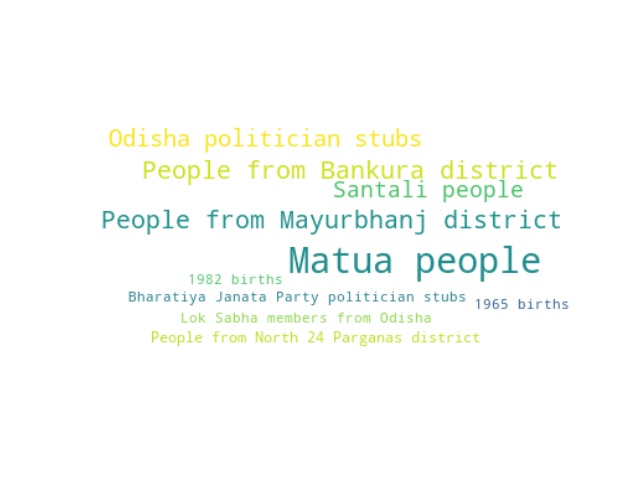 Odisha politician stubs
People from Bankura district
Santali people
People from Mayurbhanj district
Matua people
1982 births
Bharatiya Janata Party politician stubs
1965 births
Lok Sabha members from Odisha
People from North 24 Parganas district